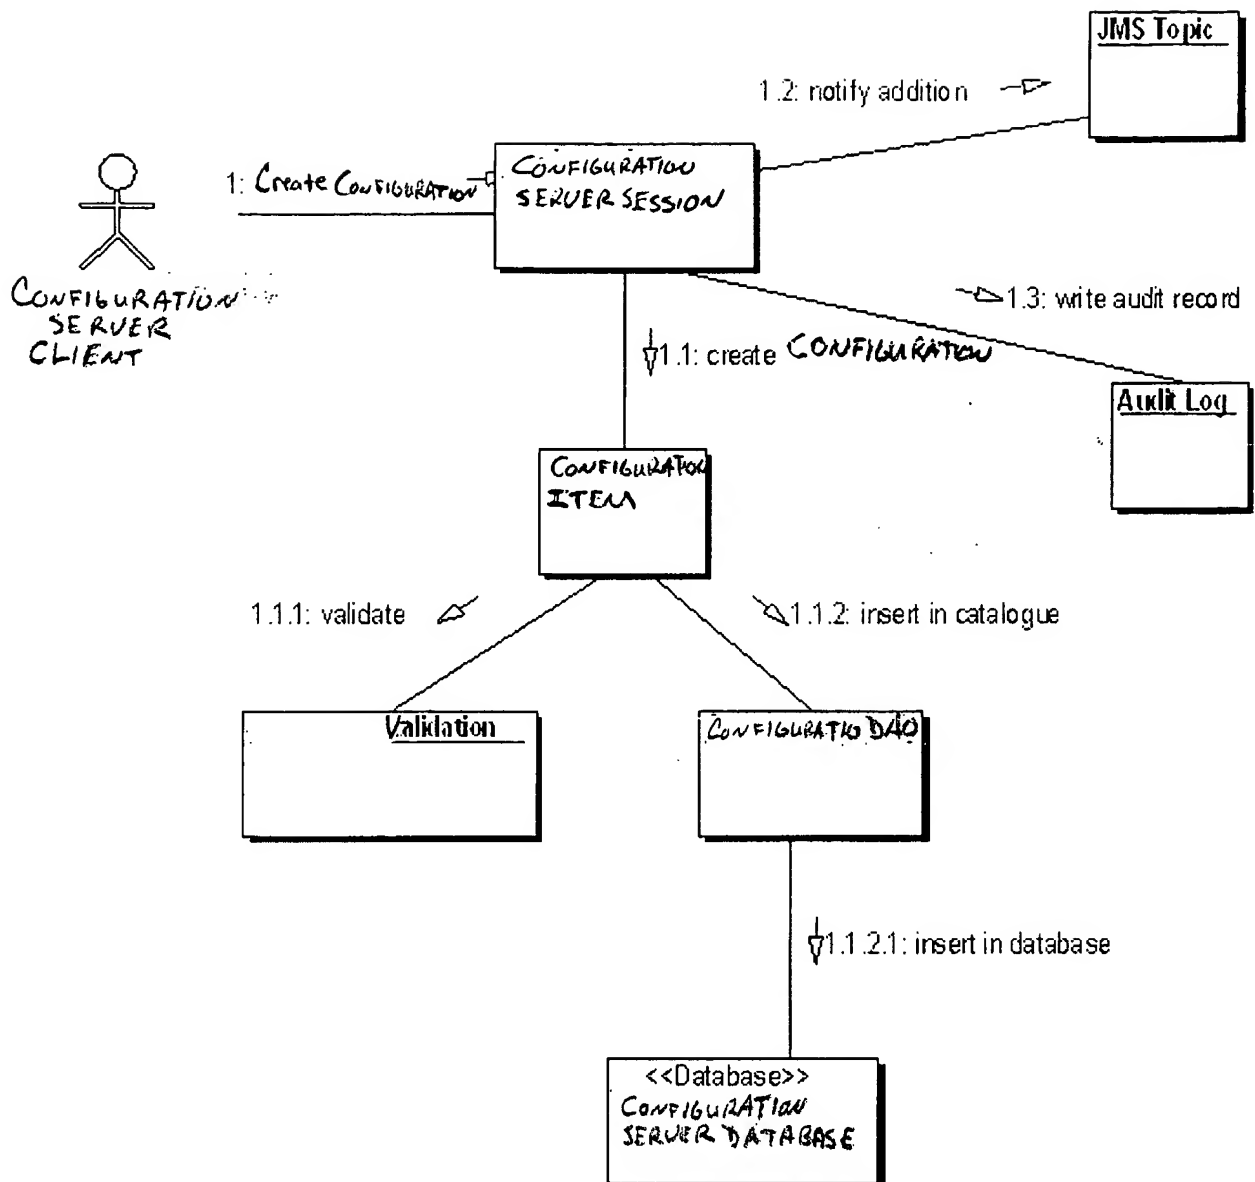 JMS Topic
1.2: notify addition
1: Create CONFIGURATION
CONFIGURATION
SERVER SESSION
CONFIGURATION
SERVER
CLIENT
1.3: write audit record
1.1: create CONFIGURATION
Audit Log
CONFIGURATION
ITEM
1.1.1: validate
1.1.2: insert in catalogue
Validation
CONFIGURATIO DAO
1.1.2.1: insert in database
<<Database>>
CONFIGURATION
SERVER DATABASE